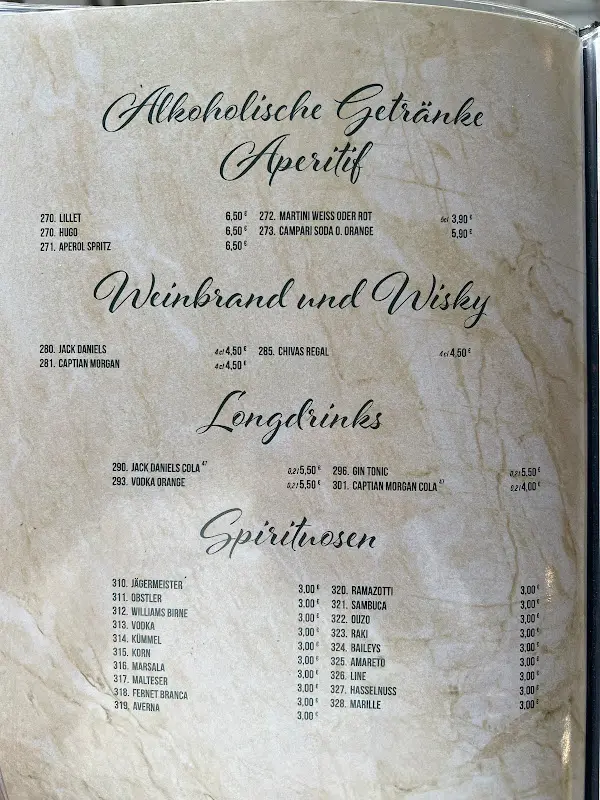 Alkoholische Getränke
Aperitif
270. LILLET 6,50 € 272. MARTINI WEISS ODER ROT 5cl 3,90 €
270. HUGO 6,50 € 273. CAMPARI SODA O. ORANGE 5,90 €
271. APEROL SPRITZ 6,50 €
Weinbrand und Wisky
280. JACK DANIELS 4cl 4,50 € 285. CHIVAS REGAL 4cl 4,50 €
281. CAPTIAN MORGAN 4cl 4,50 €
Longdrinks
290. JACK DANIELS COLA 47 0,2l 5,50 € 296. GIN TONIC 0,2l 5,50 €
293. VODKA ORANGE 0,2l 5,50 € 301. CAPTIAN MORGAN COLA 47 0,2l 4,00 €
Spirituosen
310. JÄGERMEISTER 3,00 € 320. RAMAZOTTI 3,00 €
311. OBSTLER 3,00 € 321. SAMBUCA 3,00 €
312. WILLIAMS BIRNE 3,00 € 322. OUZO 3,00 €
313. VODKA 3,00 € 323. RAKI 3,00 €
314. KÜMMEL 3,00 € 324. BAILEYS 3,00 €
315. KORN 3,00 € 325. AMARETO 3,00 €
316. MARSALA 3,00 € 326. LINE 3,00 €
317. MALTESER 3,00 € 327. HASSELNUSS 3,00 €
318. FERNET BRANCA 3,00 € 328. MARILLE 3,00 €
319. AVERNA 3,00 €